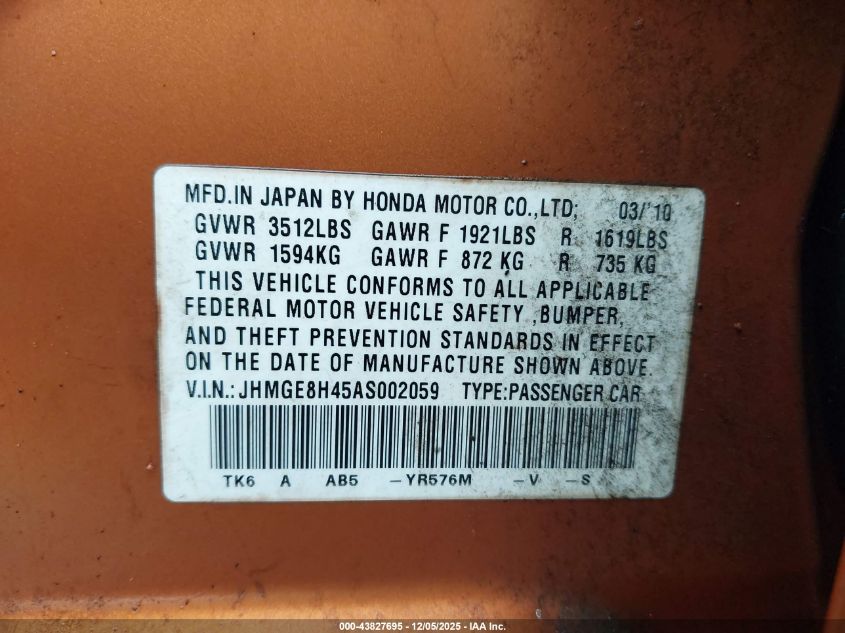 MFD.IN JAPAN BY HONDA MOTOR CO.,LTD; 03/'10
GVWR 3512LBS GAWR F 1921LBS R 1619LBS
GVWR 1594KG GAWR F 872 KG R 735 KG
THIS VEHICLE CONFORMS TO ALL APPLICABLE
FEDERAL MOTOR VEHICLE SAFETY ,BUMPER,
AND THEFT PREVENTION STANDARDS IN EFFECT
ON THE DATE OF MANUFACTURE SHOWN ABOVE.
V.I.N.: JHMGE8H45AS002059 TYPE:PASSENGER CAR
TK6 A AB5 -YR576M -V -S
000-43827695 - 12/05/2025 - IAA Inc.